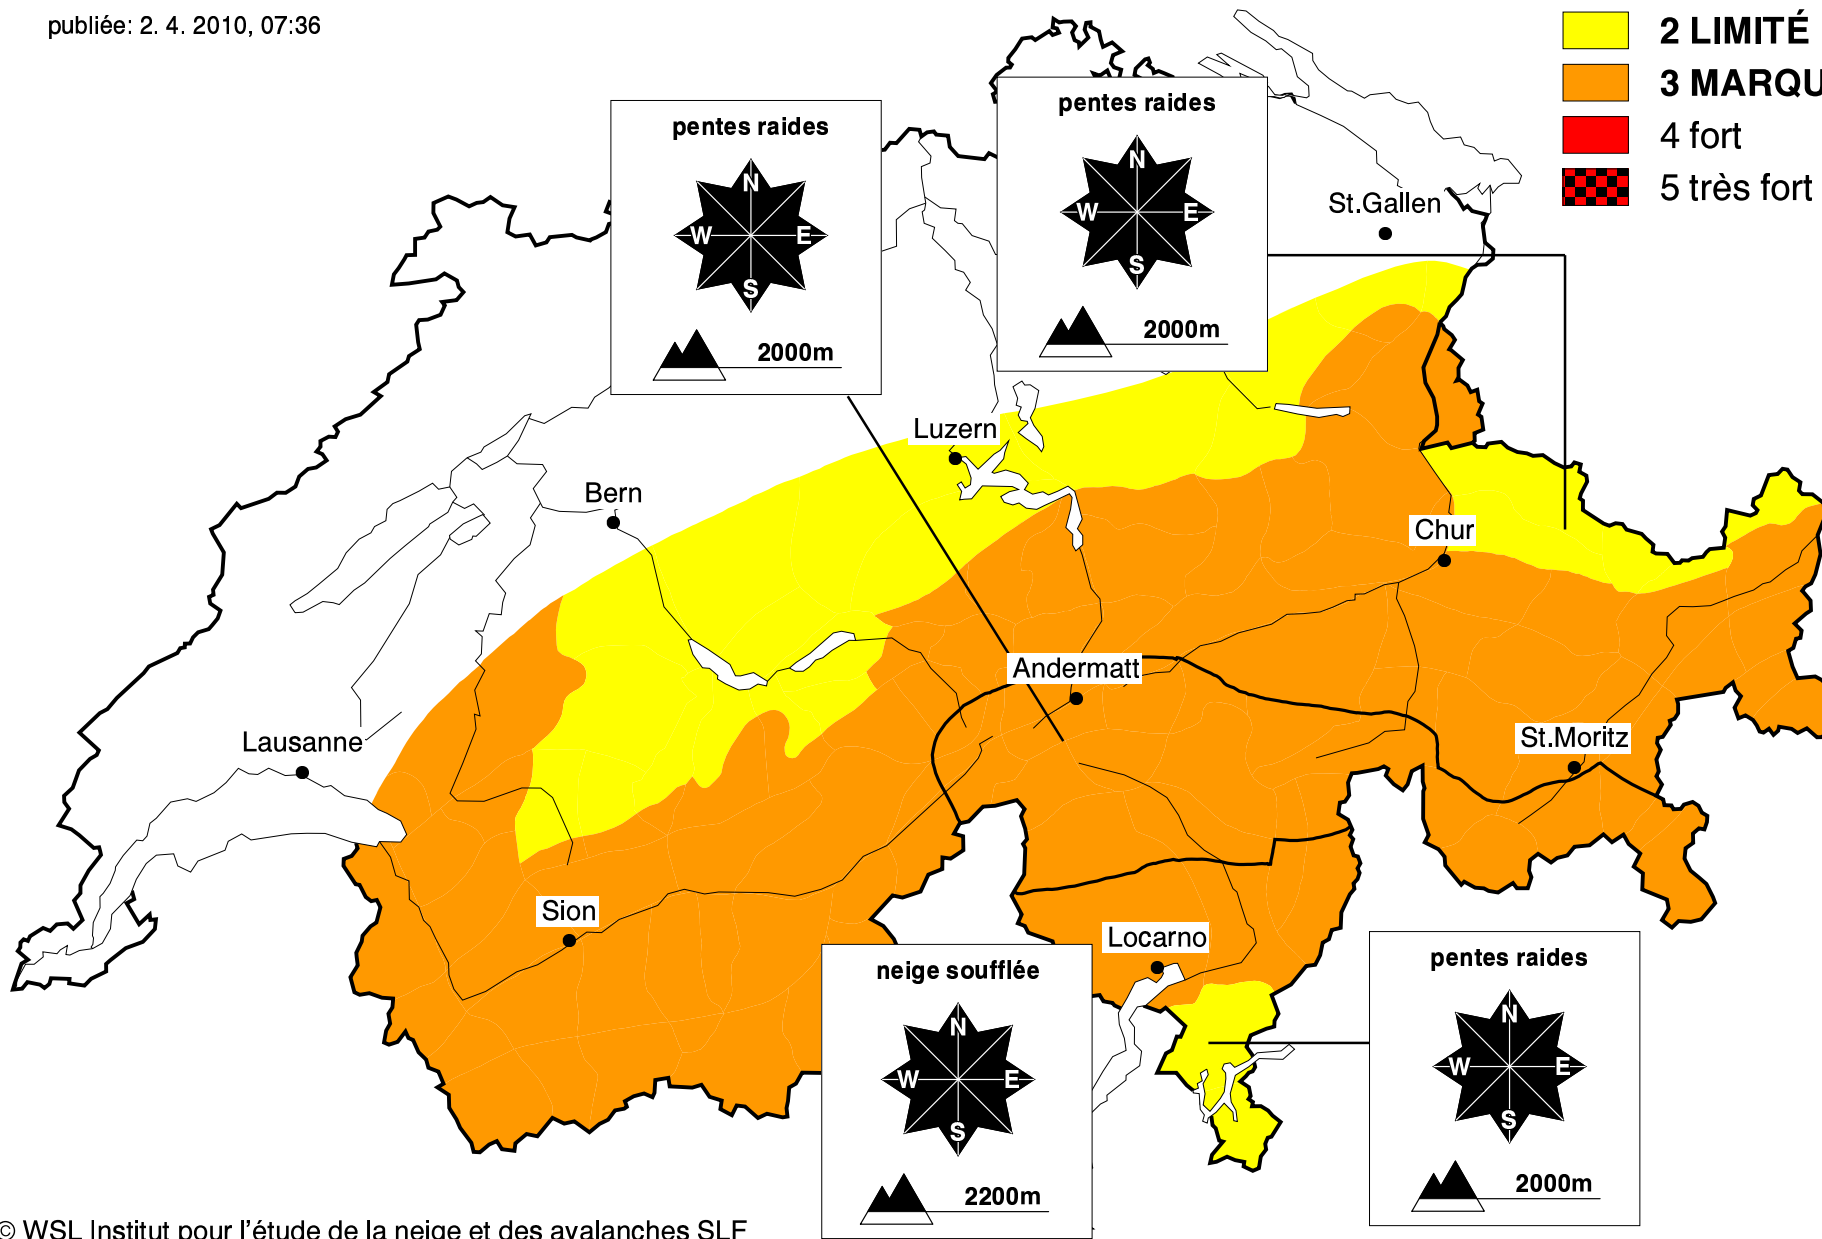 publiée: 2. 4. 2010, 07:36
2 LIMITÉ
3 MARQU
4 fort
5 très fort
pentes raides
N
W E
S
2000m
pentes raides
N
W E
S
2000m
St.Gallen
Luzern
Bern
Chur
Andermatt
Lausanne
St.Moritz
Sion
Locarno
neige soufflée
N
W E
S
2200m
pentes raides
N
W E
S
2000m
© WSL Institut pour l'étude de la neige et des avalanches SLF